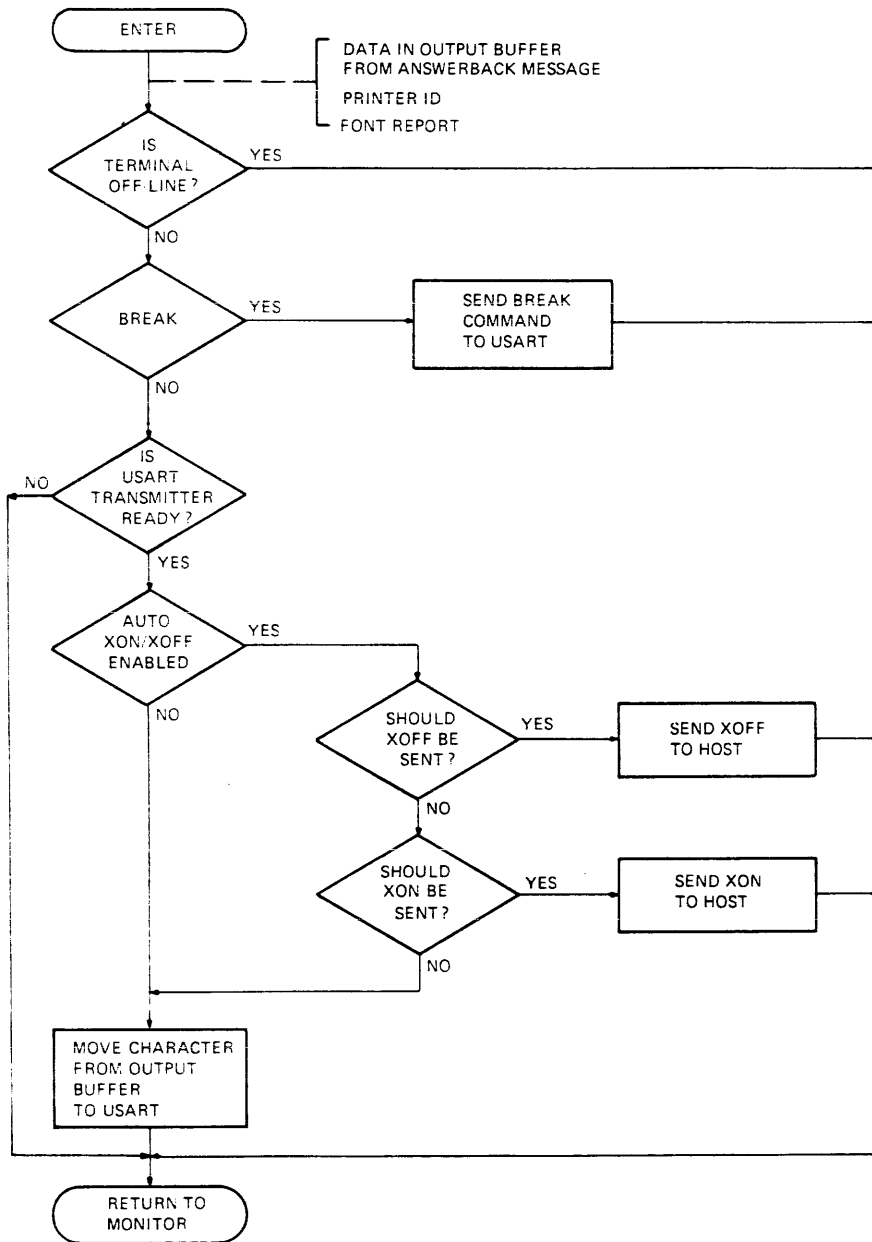 ENTER
DATA IN OUTPUT BUFFER
FROM ANSWERBACK MESSAGE
PRINTER ID
FONT REPORT
IS
TERMINAL
OFF-LINE?
YES
NO
BREAK
YES
SEND BREAK
COMMAND
TO USART
NO
IS
USART
TRANSMITTER
READY?
NO
YES
AUTO
XON/XOFF
ENABLED
YES
NO
SHOULD
XOFF BE
SENT?
YES
SEND XOFF
TO HOST
NO
SHOULD
XON BE
SENT?
YES
SEND XON
TO HOST
NO
MOVE CHARACTER
FROM OUTPUT
BUFFER
TO USART
RETURN TO
MONITOR